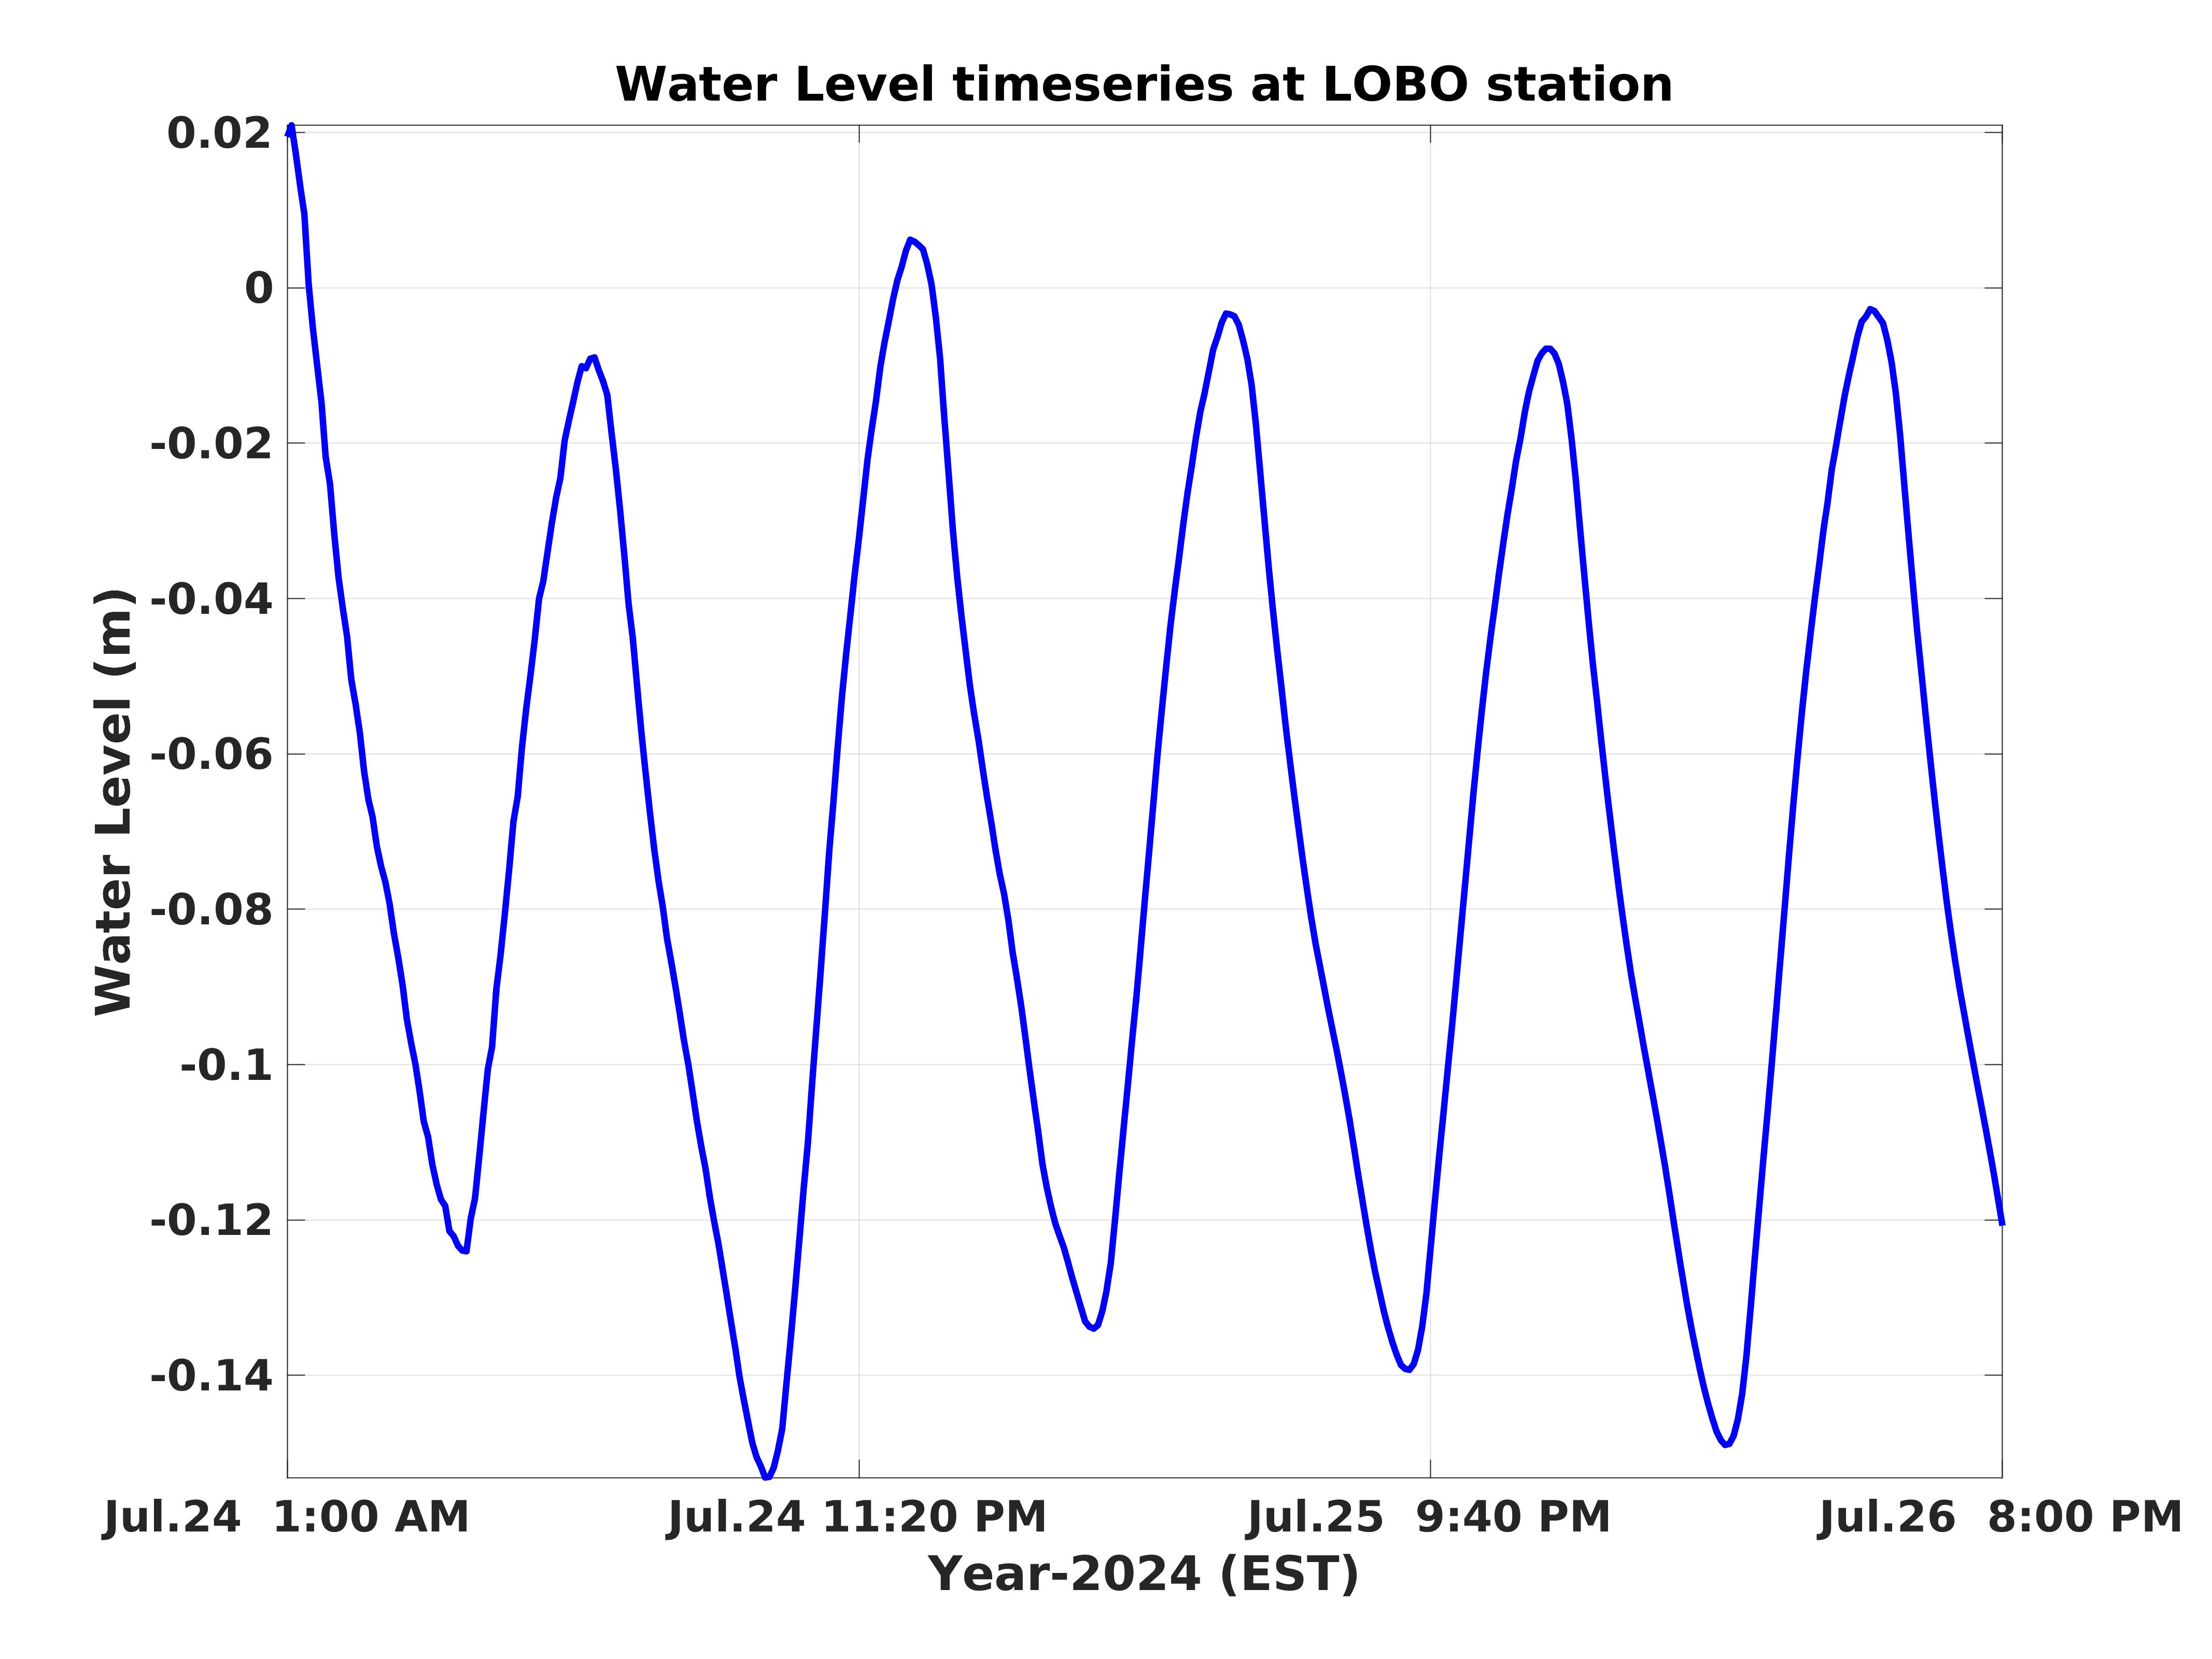 Water Level timeseries at LOBO station
0.02
0
-0.02
-0.04
-0.06
-0.08
-0.1
-0.12
-0.14
Water Level (m)
Jul.24  1:00 AM
Jul.24 11:20 PM
Jul.25  9:40 PM
Jul.26  8:00 PM
Year-2024 (EST)